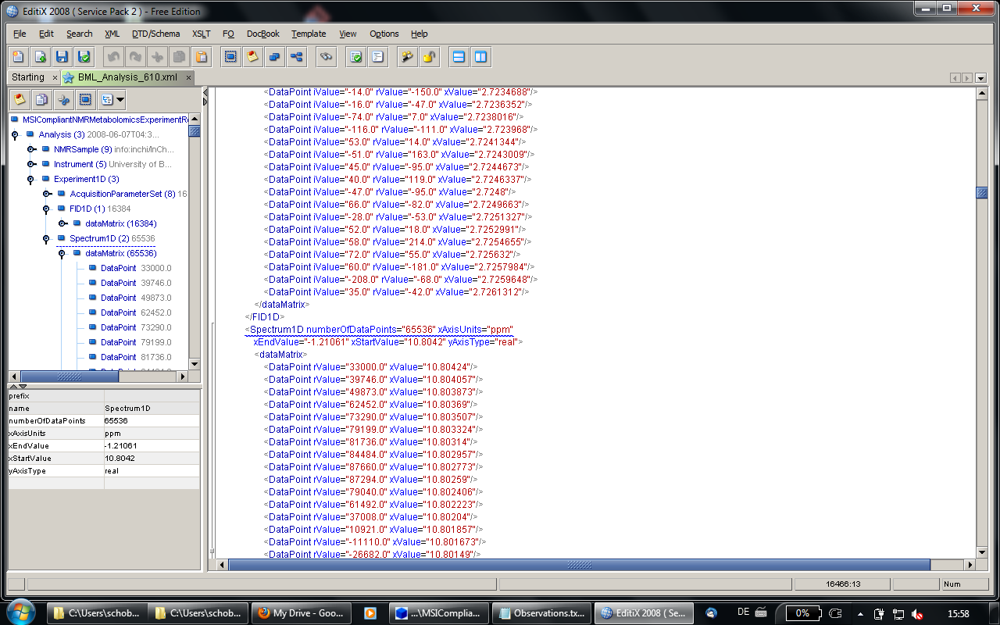 EditiX 2008 ( Service Pack 2 ) - Free Edition
File Edit Search XML DTD/Schema XSLT FO DocBook Template View Options Help
Starting × BML_Analysis_610.xml ×
MSICompliantNMRMetabolomicsExperimentRe
Analysis (3) 2008-06-07T04:3...
NMRSample (9) info:inchi/InCh...
Instrument (5) University of B...
Experiment1D (3)
AcquisitionParameterSet (8) 16
FID1D (1) 16384
dataMatrix (16384)
Spectrum1D (2) 65536
dataMatrix (65536)
DataPoint 33000.0
DataPoint 39746.0
DataPoint 49873.0
DataPoint 62452.0
DataPoint 73290.0
DataPoint 79199.0
DataPoint 81736.0
prefix
name Spectrum1D
numberOfDataPoints 65536
xAxisUnits ppm
xEndValue -1.21061
xStartValue 10.8042
yAxisType real
<DataPoint iValue="-14.0" rValue="-150.0" xValue="2.7234688"/>
<DataPoint iValue="-16.0" rValue="-47.0" xValue="2.7236352"/>
<DataPoint iValue="-74.0" rValue="7.0" xValue="2.7238016"/>
<DataPoint iValue="-116.0" rValue="-111.0" xValue="2.723968"/>
<DataPoint iValue="53.0" rValue="14.0" xValue="2.7241344"/>
<DataPoint iValue="-51.0" rValue="163.0" xValue="2.7243009"/>
<DataPoint iValue="45.0" rValue="-95.0" xValue="2.7244673"/>
<DataPoint iValue="40.0" rValue="119.0" xValue="2.7246337"/>
<DataPoint iValue="-47.0" rValue="-95.0" xValue="2.7248"/>
<DataPoint iValue="66.0" rValue="-82.0" xValue="2.7249663"/>
<DataPoint iValue="-28.0" rValue="-53.0" xValue="2.7251327"/>
<DataPoint iValue="52.0" rValue="18.0" xValue="2.7252991"/>
<DataPoint iValue="58.0" rValue="214.0" xValue="2.7254655"/>
<DataPoint iValue="72.0" rValue="55.0" xValue="2.725632"/>
<DataPoint iValue="60.0" rValue="-181.0" xValue="2.7257984"/>
<DataPoint iValue="-208.0" rValue="-68.0" xValue="2.7259648"/>
<DataPoint iValue="35.0" rValue="-42.0" xValue="2.7261312"/>
</dataMatrix>
</FID1D>
<Spectrum1D numberOfDataPoints="65536" xAxisUnits="ppm"
xEndValue="-1.21061" xStartValue="10.8042" yAxisType="real">
<dataMatrix>
<DataPoint rValue="33000.0" xValue="10.80424"/>
<DataPoint rValue="39746.0" xValue="10.804057"/>
<DataPoint rValue="49873.0" xValue="10.803873"/>
<DataPoint rValue="62452.0" xValue="10.80369"/>
<DataPoint rValue="73290.0" xValue="10.803507"/>
<DataPoint rValue="79199.0" xValue="10.803324"/>
<DataPoint rValue="81736.0" xValue="10.80314"/>
<DataPoint rValue="84484.0" xValue="10.802957"/>
<DataPoint rValue="87660.0" xValue="10.802773"/>
<DataPoint rValue="87294.0" xValue="10.80259"/>
<DataPoint rValue="79040.0" xValue="10.802406"/>
<DataPoint rValue="61492.0" xValue="10.802223"/>
<DataPoint rValue="37008.0" xValue="10.80204"/>
<DataPoint rValue="10921.0" xValue="10.801857"/>
<DataPoint rValue="-11110.0" xValue="10.801673"/>
<DataPoint rValue="-26682.0" xValue="10.80149"/>
16466:13 Num
C:\Users\schob... C:\Users\schob... My Drive - Goo... ...\MSIComplia... Observations.tx... EditiX 2008 ( Se... DE 0% 15:58